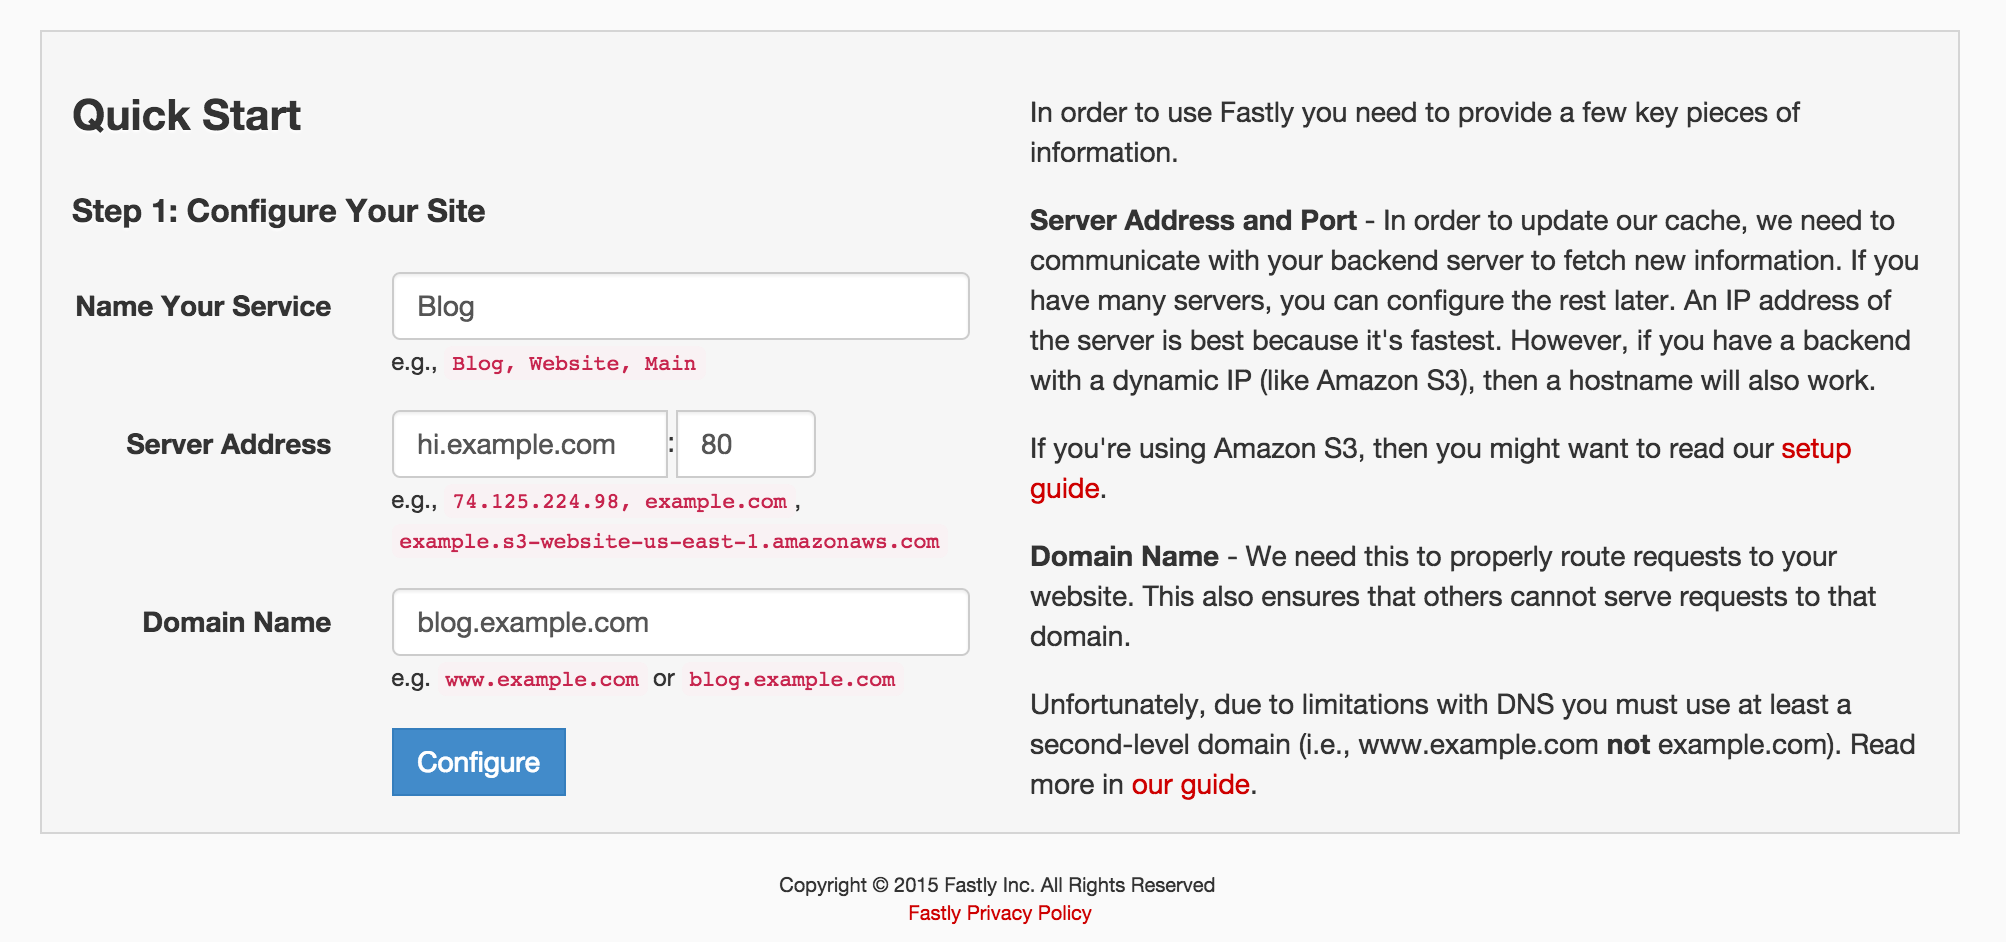 Quick Start
Step 1: Configure Your Site
Name Your Service
Blog
e.g., Blog, Website, Main
Server Address
hi.example.com : 80
e.g., 74.125.224.98, example.com ,
example.s3-website-us-east-1.amazonaws.com
Domain Name
blog.example.com
e.g. www.example.com or blog.example.com
Configure
In order to use Fastly you need to provide a few key pieces of
information.
Server Address and Port - In order to update our cache, we need to
communicate with your backend server to fetch new information. If you
have many servers, you can configure the rest later. An IP address of
the server is best because it's fastest. However, if you have a backend
with a dynamic IP (like Amazon S3), then a hostname will also work.
If you're using Amazon S3, then you might want to read our setup
guide.
Domain Name - We need this to properly route requests to your
website. This also ensures that others cannot serve requests to that
domain.
Unfortunately, due to limitations with DNS you must use at least a
second-level domain (i.e., www.example.com not example.com). Read
more in our guide.
Copyright © 2015 Fastly Inc. All Rights Reserved
Fastly Privacy Policy